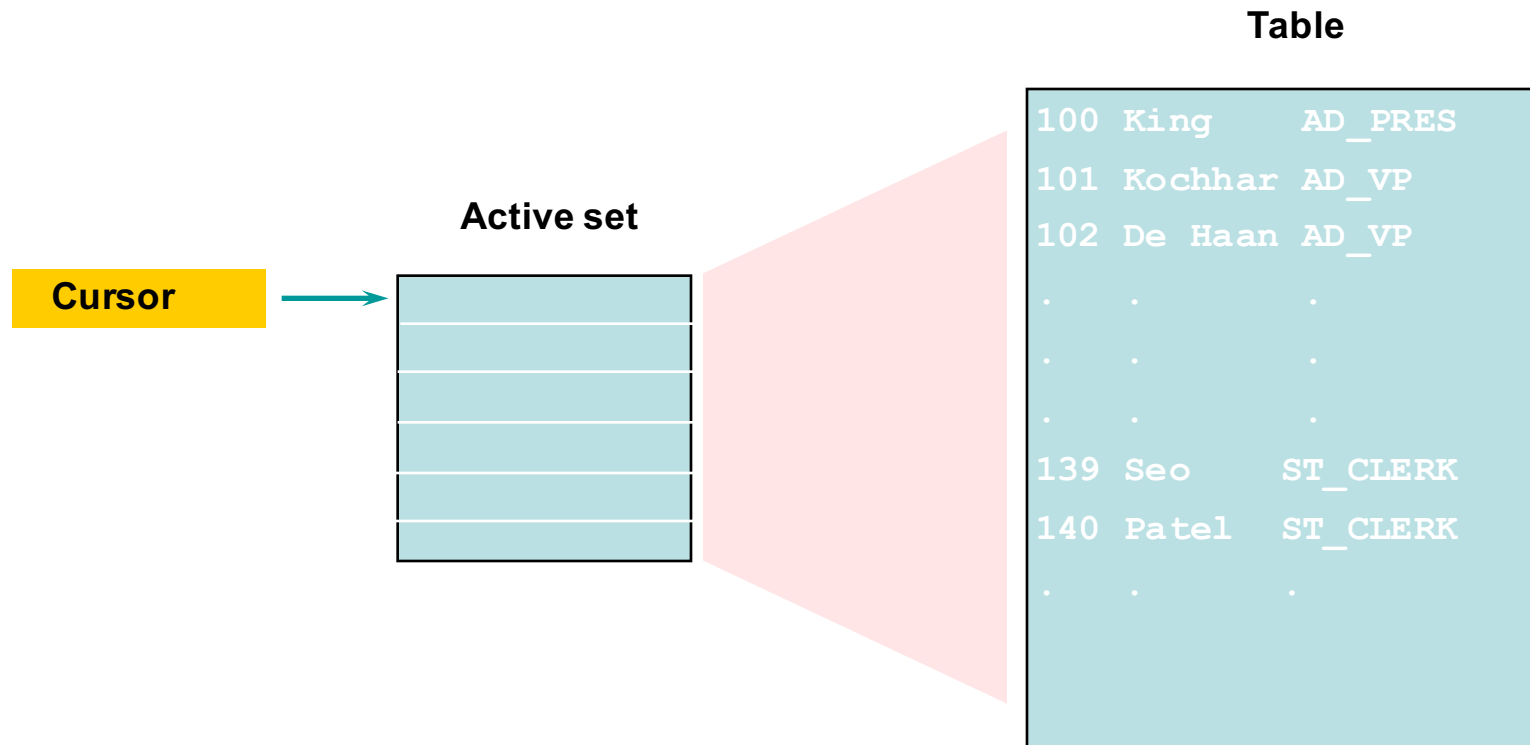 Table
Active set
Cursor
100 King AD_PRES
101 Kochhar AD_VP
102 De Haan AD_VP
. . .
. . .
. . .
139 Seo ST_CLERK
140 Patel ST_CLERK
. . .